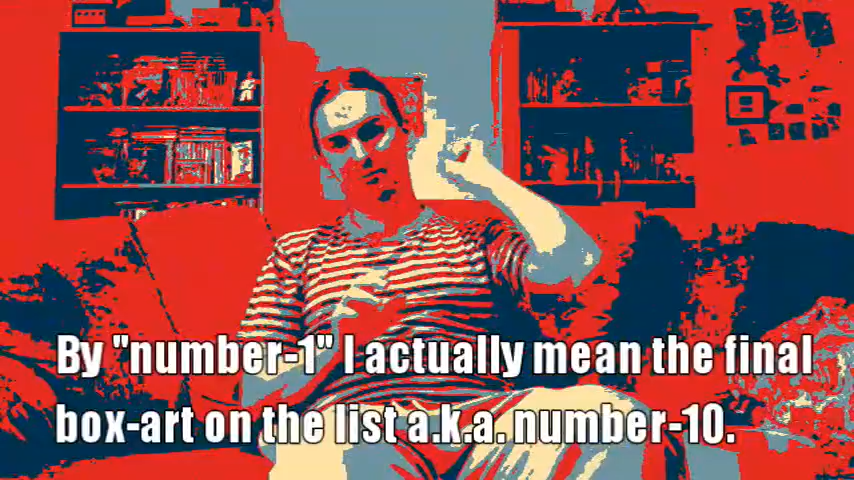 By "number-1" I actually mean the final
box-art on the list a.k.a. number-10.